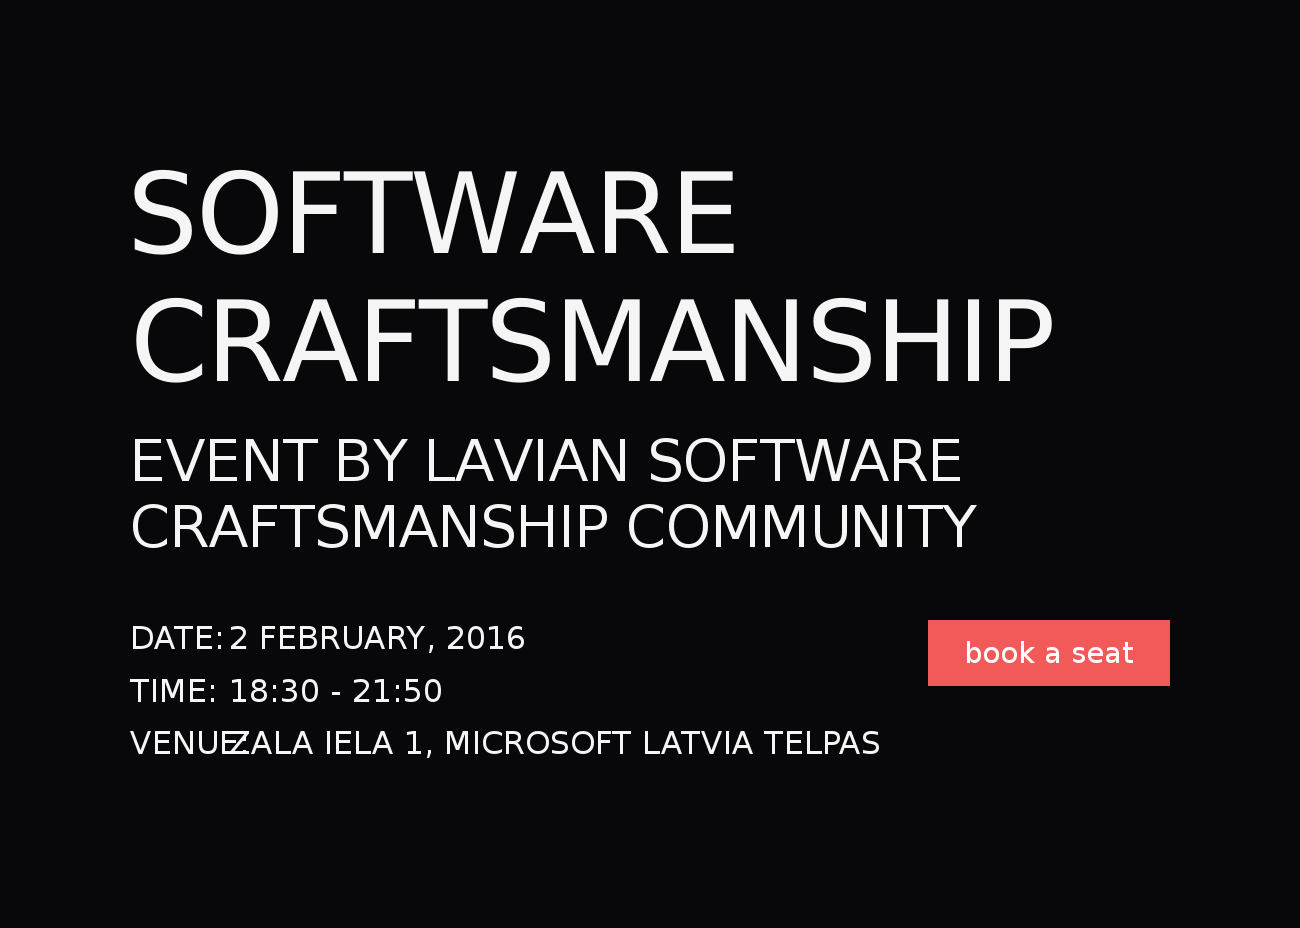 SOFTWARE
CRAFTSMANSHIP
EVENT BY LAVIAN SOFTWARE
CRAFTSMANSHIP COMMUNITY
DATE: 2 FEBRUARY, 2016
book a seat
TIME: 18:30 - 21:50
VENUE: ZALA IELA 1, MICROSOFT LATVIA TELPAS